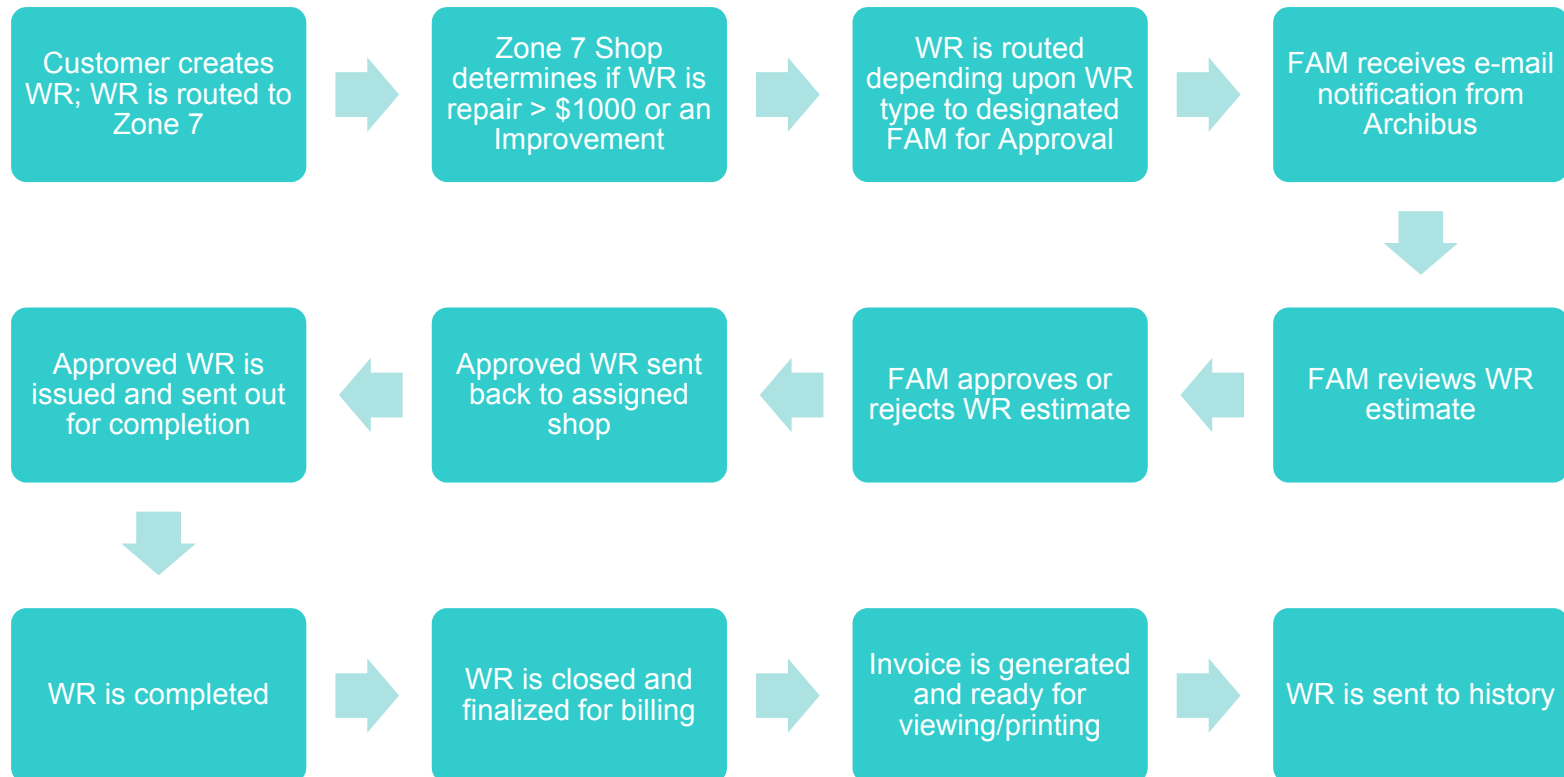 Customer creates
WR; WR is routed to
Zone 7
Zone 7 Shop
determines if WR is
repair > $1000 or an
Improvement
WR is routed
depending upon WR
type to designated
FAM for Approval
FAM receives e-mail
notification from
Archibus
FAM reviews WR
estimate
FAM approves or
rejects WR estimate
Approved WR sent
back to assigned
shop
Approved WR is
issued and sent out
for completion
WR is completed
WR is closed and
finalized for billing
Invoice is generated
and ready for
viewing/printing
WR is sent to history